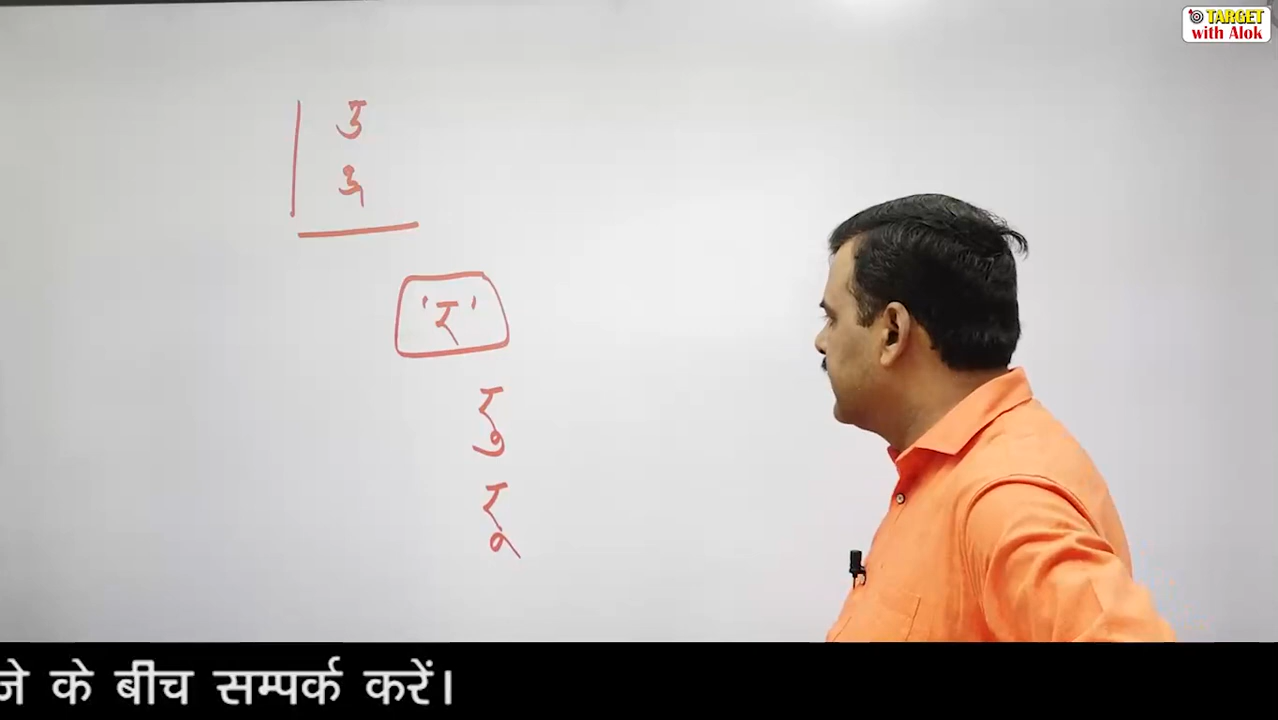 TARGET
with Alok
उ
ऊ
'र'
रु
रू
जे के बीच सम्पर्क करें।